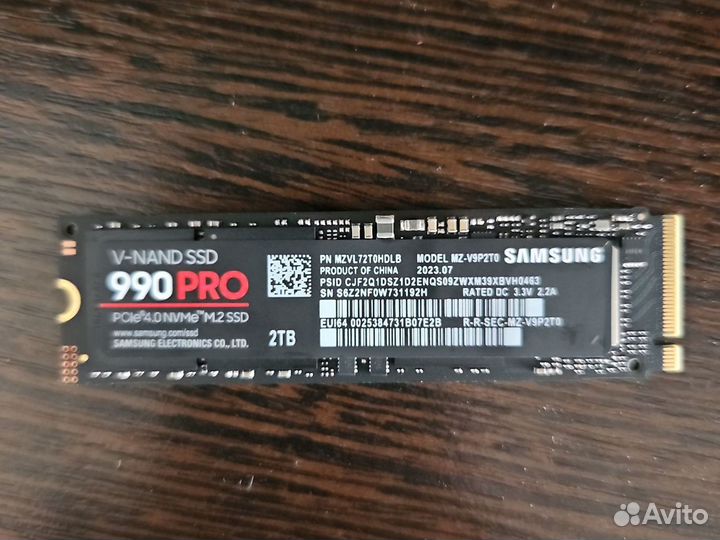 V-NAND SSD
990 PRO
PCIe® 4.0 NVMe™ M.2 SSD
www.samsung.com/ssd
SAMSUNG ELECTRONICS CO., LTD.
2TB
PN MZVL72T0HDLB MODEL MZ-V9P2T0 SAMSUNG
PRODUCT OF CHINA 2023.07
PSID CJF2Q1DSZ1D2ENQS09ZWXM39XBVH0463
SN S6Z2NF0W731192H RATED DC 3.3V 2.2A
EUI64 0025384731B07E2B R-R-SEC-MZ-V9P2T0
Avito